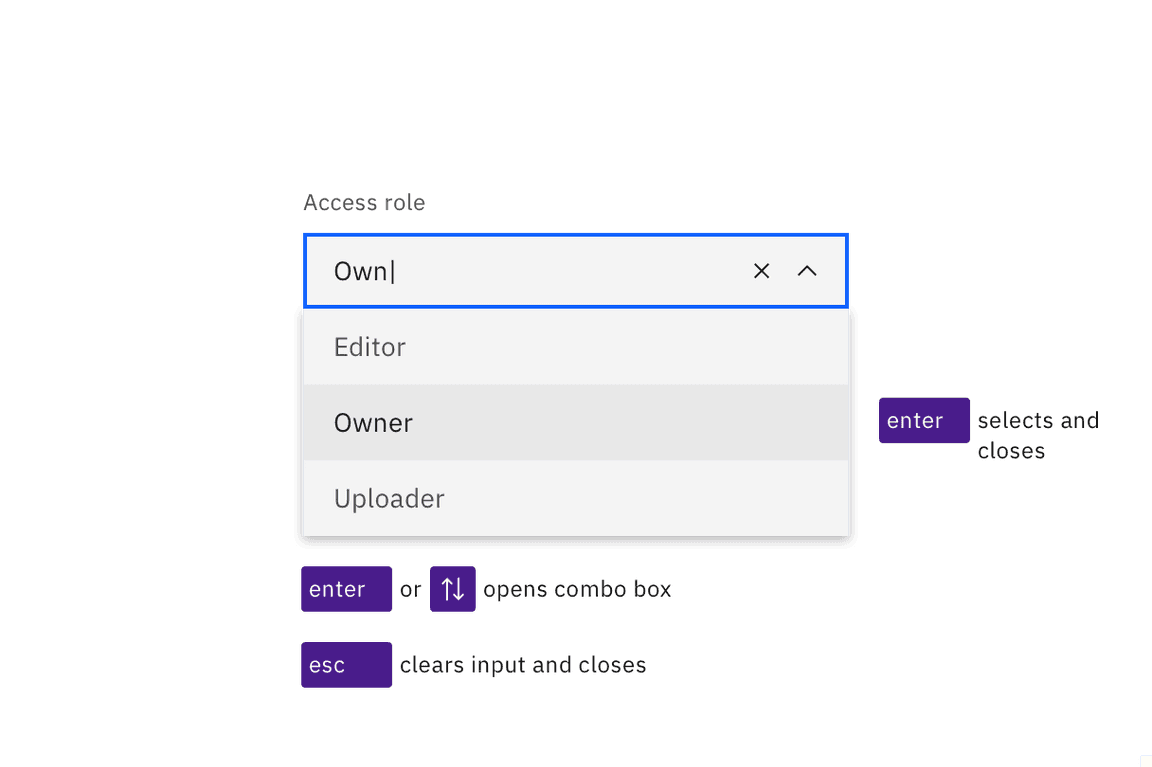 Access role
Own
Editor
Owner
enter selects and
closes
Uploader
enter or ↑↓ opens combo box
esc clears input and closes